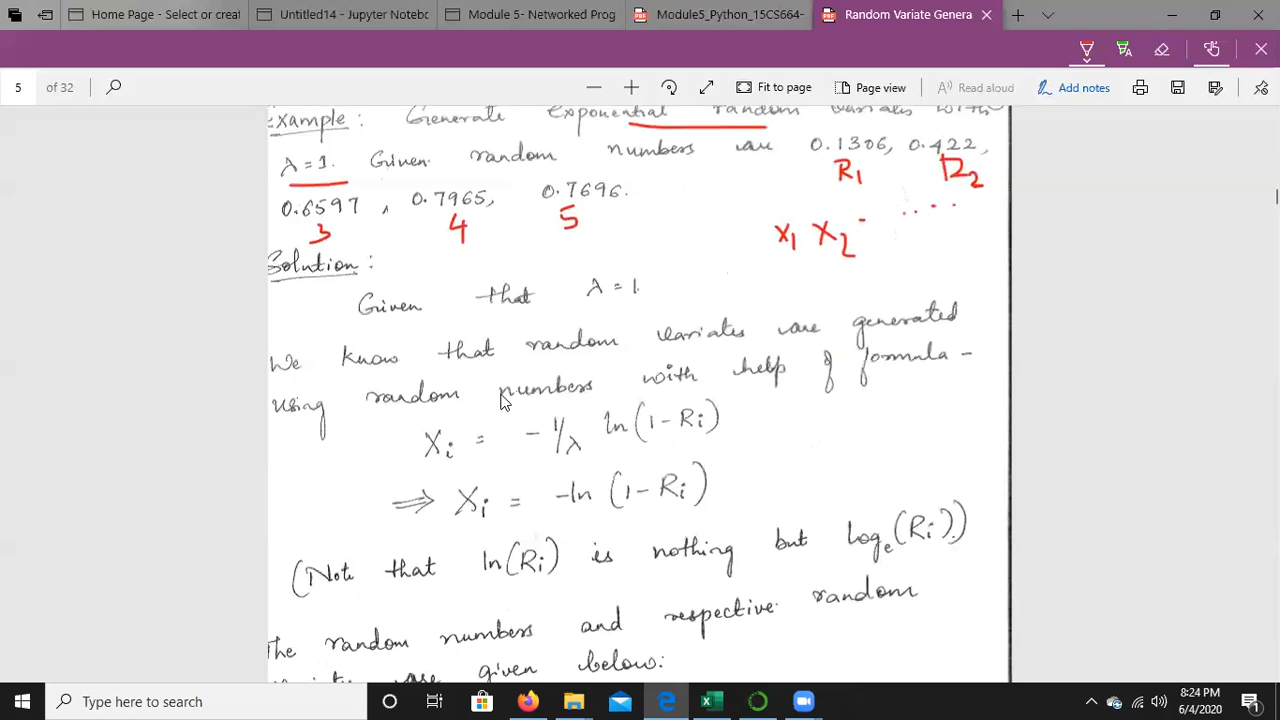 Home Page - Select or creat
Untitled14 - Jupyter Notebo
Module 5- Networked Prog
Module5_Python_15CS664-
Random Variate Genera
5 of 32
Fit to page
Page view
Read aloud
Add notes
Example : Generate Exponential random variates with
λ = 1. Given random numbers are 0.1306, 0.422,
R1 R2
0.6597 , 0.7965, 0.7696.
3 4 5
X1 X2 . . . . .
Solution :
Given that λ = 1.
We know that random variates are generated
using random numbers with help of formula -
Xi = - 1/λ ln (1 - Ri)
⟹ Xi = -ln (1 - Ri)
(Note that ln(Ri) is nothing but loge(Ri))
The random numbers and respective random
are given below:
Type here to search
8:24 PM
6/4/2020